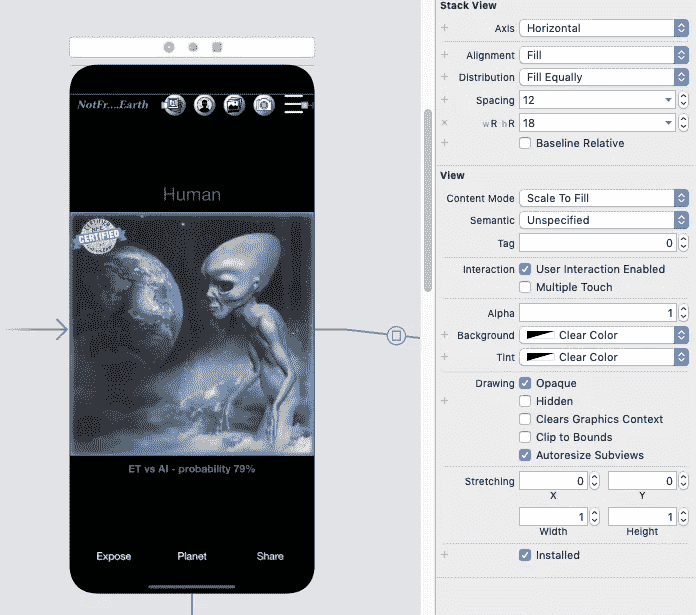 NotFr....Earth
Human
CERTIFIED
ET vs AI - probability 79%
Expose Planet Share
Stack View
Axis Horizontal
Alignment Fill
Distribution Fill Equally
Spacing 12
wR hR 18
Baseline Relative
View
Content Mode Scale To Fill
Semantic Unspecified
Tag 0
Interaction User Interaction Enabled
Multiple Touch
Alpha 1
Background Clear Color
Tint Clear Color
Drawing Opaque
Hidden
Clears Graphics Context
Clip to Bounds
Autoresize Subviews
Stretching 0 0
X Y
1 1
Width Height
Installed